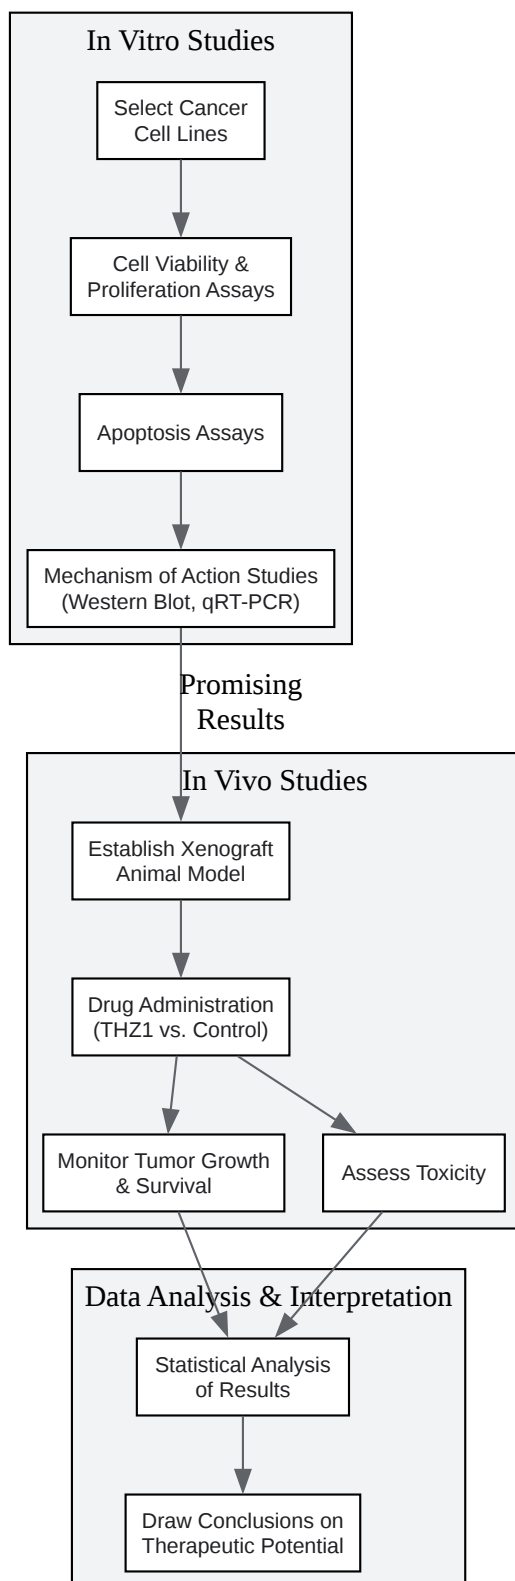 In Vitro Studies
Select Cancer
Cell Lines
Cell Viability &
Proliferation Assays
Apoptosis Assays
Mechanism of Action Studies
(Western Blot, qRT-PCR)
Promising
Results
In Vivo Studies
Establish Xenograft
Animal Model
Drug Administration
(THZ1 vs. Control)
Monitor Tumor Growth
& Survival
Assess Toxicity
Data Analysis & Interpretation
Statistical Analysis
of Results
Draw Conclusions on
Therapeutic Potential